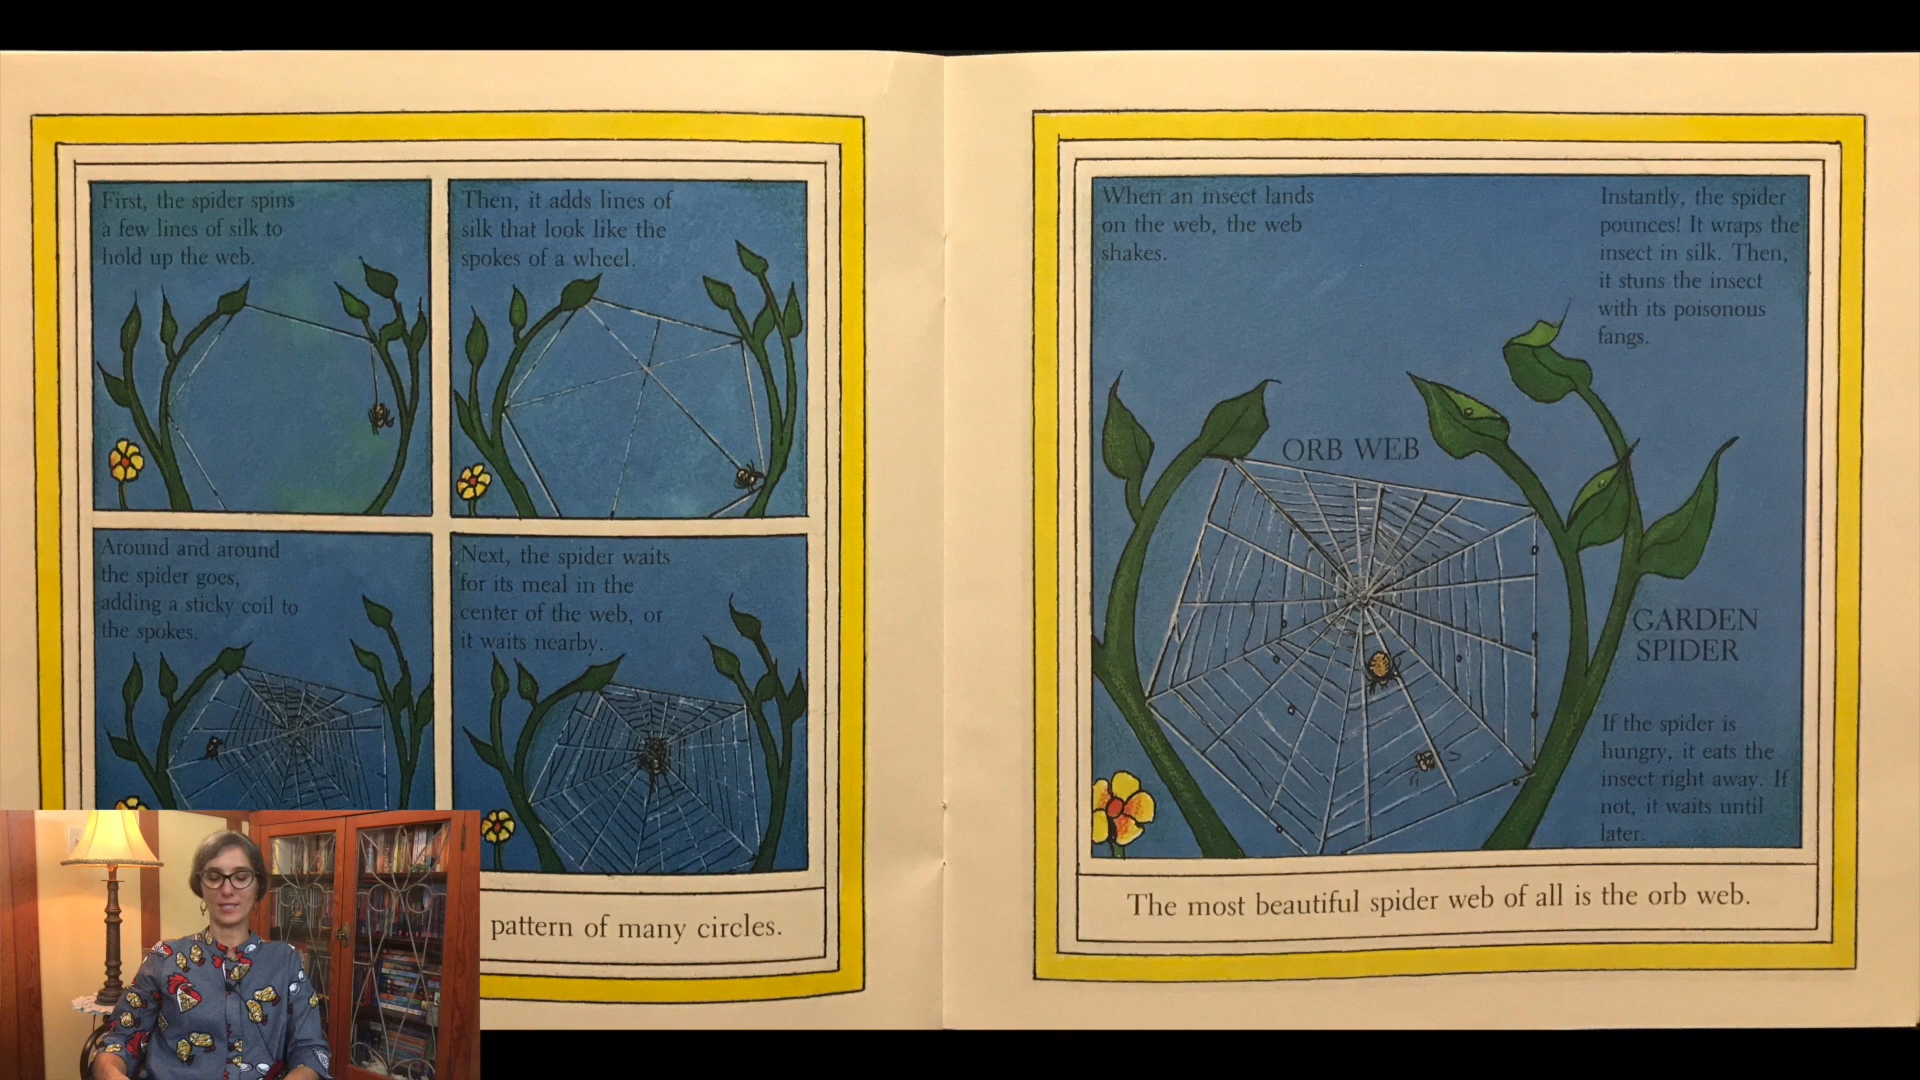 First, the spider spins
a few lines of silk to
hold up the web.
Then, it adds lines of
silk that look like the
spokes of a wheel.
Around and around
the spider goes,
adding a sticky coil to
the spokes.
Next, the spider waits
for its meal in the
center of the web, or
it waits nearby.
pattern of many circles.
When an insect lands
on the web, the web
shakes.
Instantly, the spider
pounces! It wraps the
insect in silk. Then,
it stuns the insect
with its poisonous
fangs.
ORB WEB
GARDEN
SPIDER
If the spider is
hungry, it eats the
insect right away. If
not, it waits until
later.
The most beautiful spider web of all is the orb web.